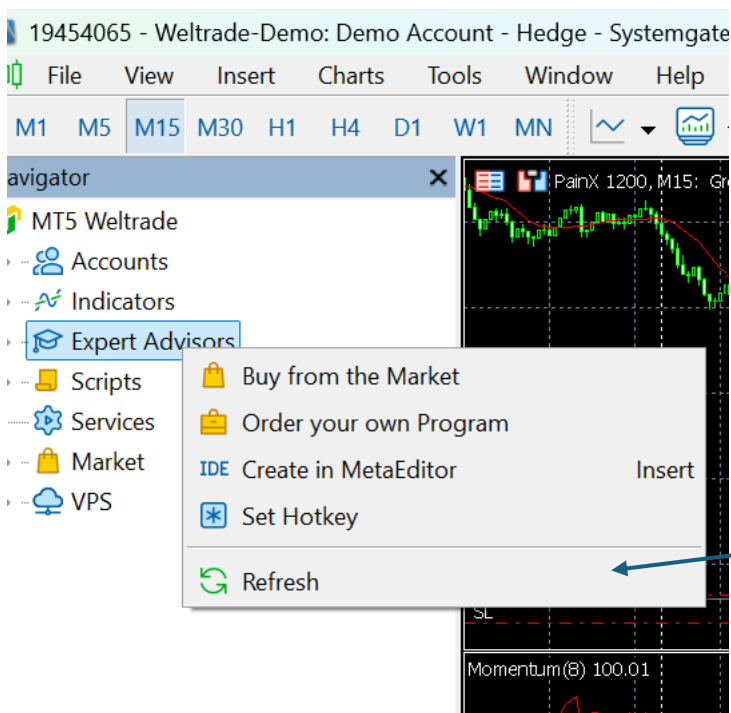 19454065 - Weltrade-Demo: Demo Account - Hedge - Systemgate
File View Insert Charts Tools Window Help
M1 M5 M15 M30 H1 H4 D1 W1 MN
avigator
PainX 1200, M15: Gr
MT5 Weltrade
Accounts
Indicators
Expert Advisors
Scripts
Services
Market
VPS
Buy from the Market
Order your own Program
IDE Create in MetaEditor Insert
Set Hotkey
Refresh
SL
Momentum(8) 100.01